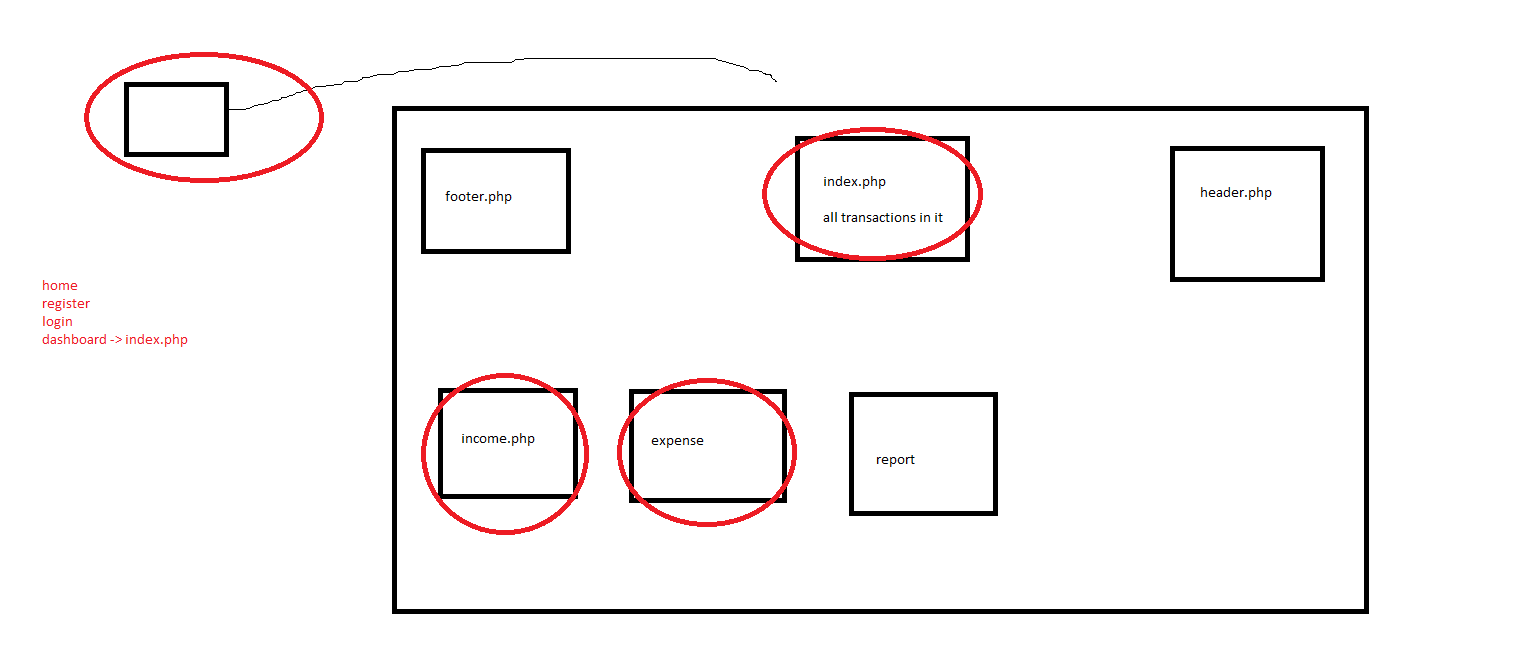 footer.php
index.php
all transactions in it
header.php
home
register
login
dashboard -> index.php
income.php
expense
report